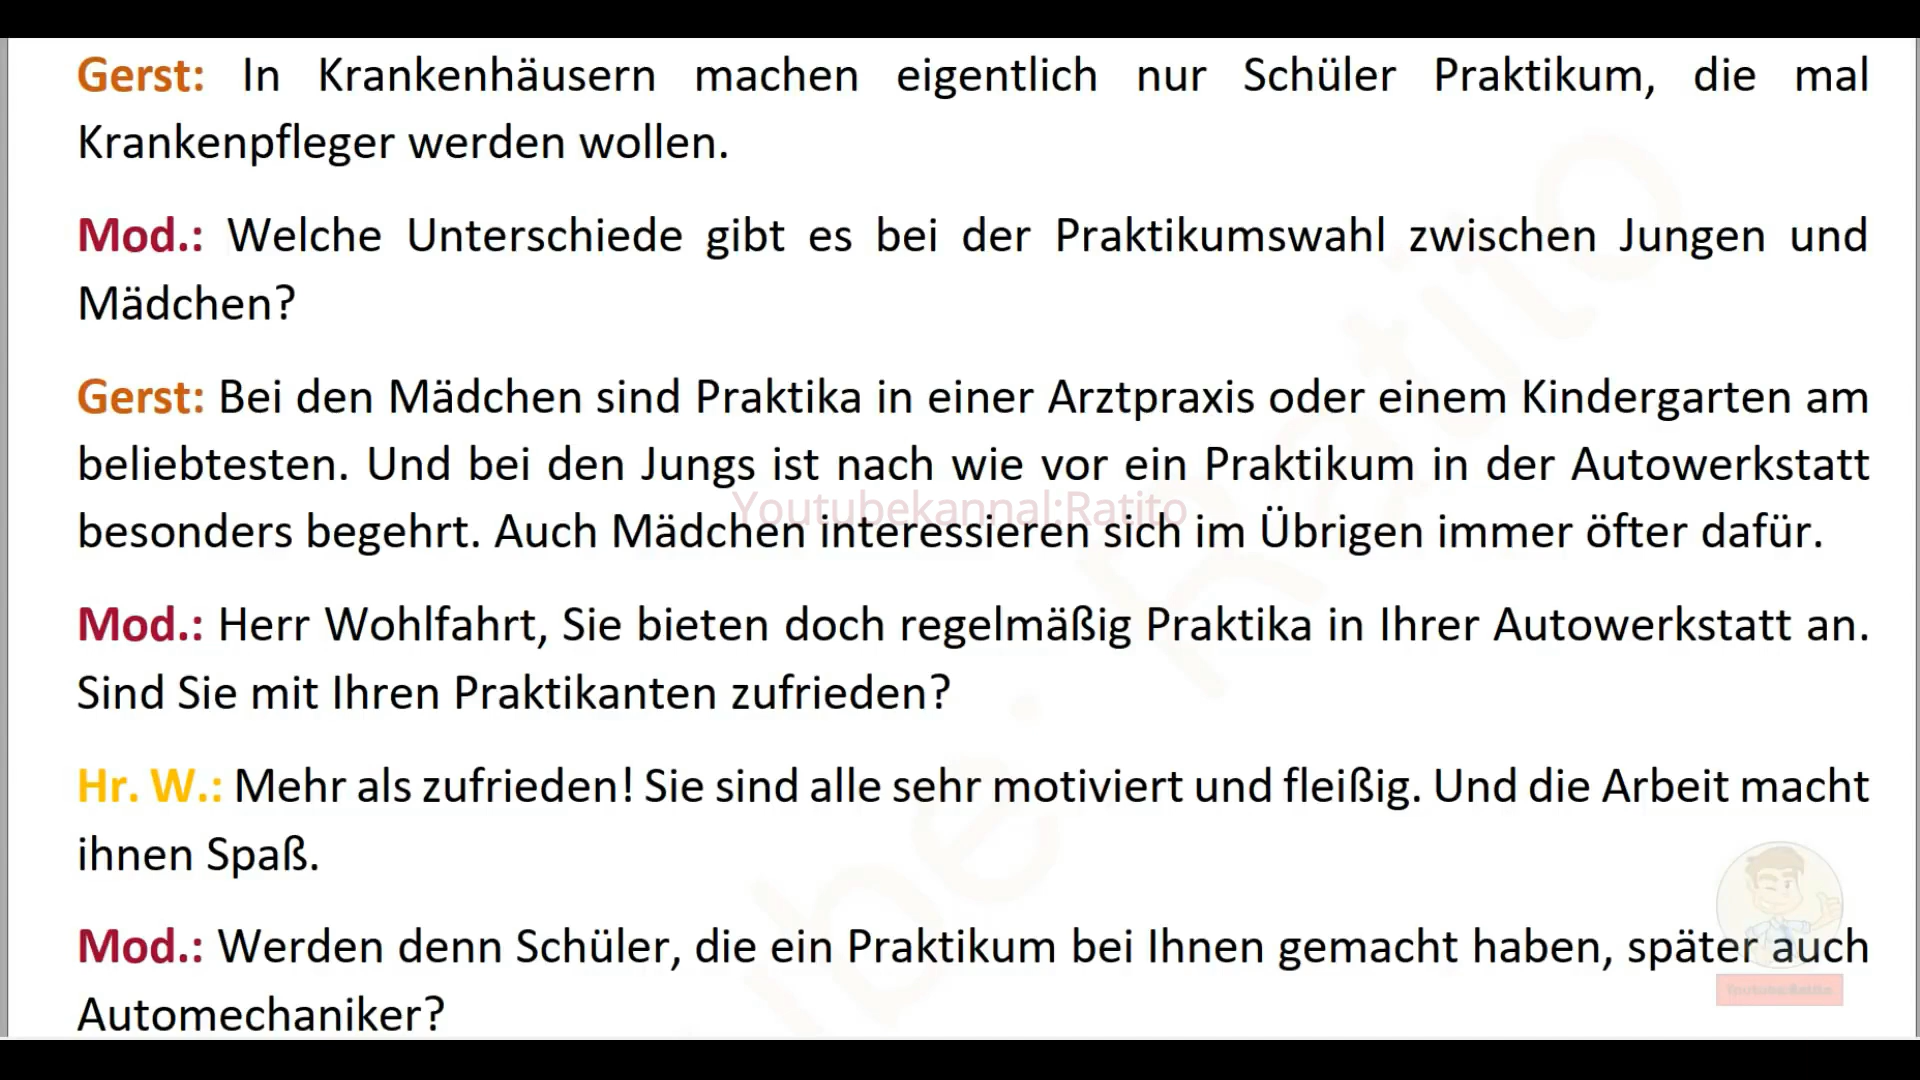 Gerst: In Krankenhäusern machen eigentlich nur Schüler Praktikum, die mal
Krankenpfleger werden wollen.
Mod.: Welche Unterschiede gibt es bei der Praktikumswahl zwischen Jungen und
Mädchen?
Gerst: Bei den Mädchen sind Praktika in einer Arztpraxis oder einem Kindergarten am
beliebtesten. Und bei den Jungs ist nach wie vor ein Praktikum in der Autowerkstatt
Youtubekannal:Ratito
besonders begehrt. Auch Mädchen interessieren sich im Übrigen immer öfter dafür.
Mod.: Herr Wohlfahrt, Sie bieten doch regelmäßig Praktika in Ihrer Autowerkstatt an.
Sind Sie mit Ihren Praktikanten zufrieden?
Hr. W.: Mehr als zufrieden! Sie sind alle sehr motiviert und fleißig. Und die Arbeit macht
ihnen Spaß.
Mod.: Werden denn Schüler, die ein Praktikum bei Ihnen gemacht haben, später auch
Automechaniker?
ube: Ratito